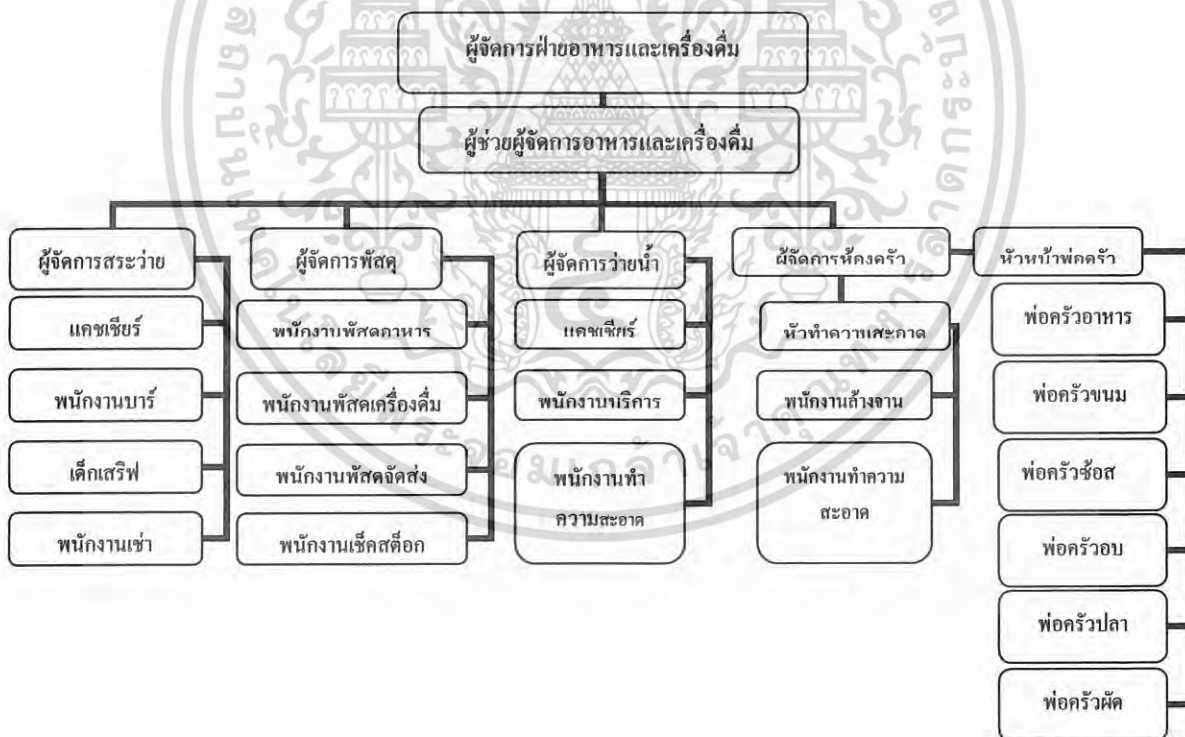 ผู้จัดการฝ่ายอาหารและเครื่องดื่ม
ผู้ช่วยผู้จัดการอาหารและเครื่องดื่ม
ผู้จัดการสระว่าย
แคชเชียร์
พนักงานบาร์
เด็กเสริฟ
พนักงานเช่า
ผู้จัดการพัสดุ
พนักงานพัสดอาหาร
พนักงานพัสดเครื่องดื่ม
พนักงานพัสดจัดส่ง
พนักงานเช็คสต็อก
ผู้จัดการว่ายน้ำ
แคชเชียร์
พนักงานบริการ
พนักงานทำ
ความสะอาด
ผู้จัดการห้องครัว
หัวทำความสะอาด
พนักงานล้างจาน
พนักงานทำความ
สะอาด
หัวหน้าพ่อครัว
พ่อครัวอาหาร
พ่อครัวขนม
พ่อครัวซ้อส
พ่อครัวอบ
พ่อครัวปลา
พ่อครัวผัด